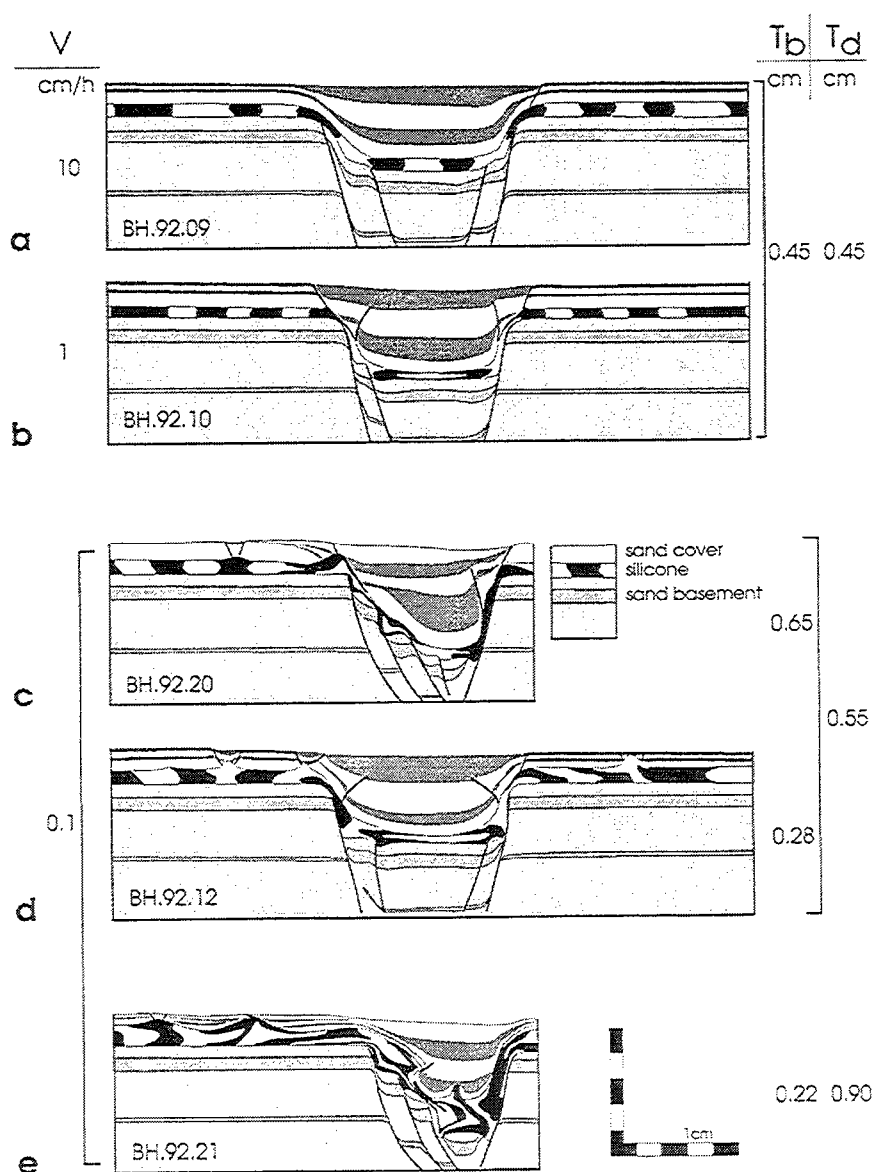 V
cm/h
Tb Td
cm cm
10
a
BH.92.09
0.45 0.45
1
b
BH.92.10
sand cover
silicone
sand basement
0.65
c
BH.92.20
0.55
0.1
0.28
d
BH.92.12
1cm
0.22 0.90
e
BH.92.21